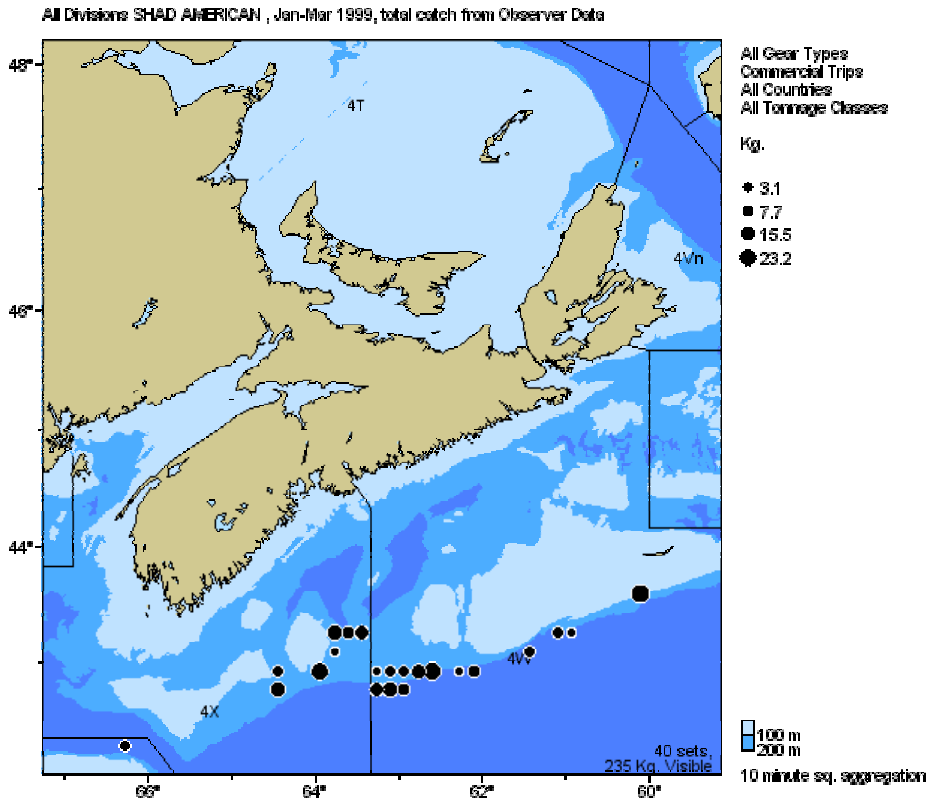 All Divisions SHAD AMERICAN , Jan-Mar 1999, total catch from Observer Data
All Gear Types
Commercial Trips
All Countries
All Tonnage Classes
Kg.
3.1
7.7
15.5
23.2
48°
46°
44°
4T
4Vn
4X
40 sets,
235 Kg. Visible
100 m
200 m
10 minute sq. aggregation
66°
64°
62°
60°